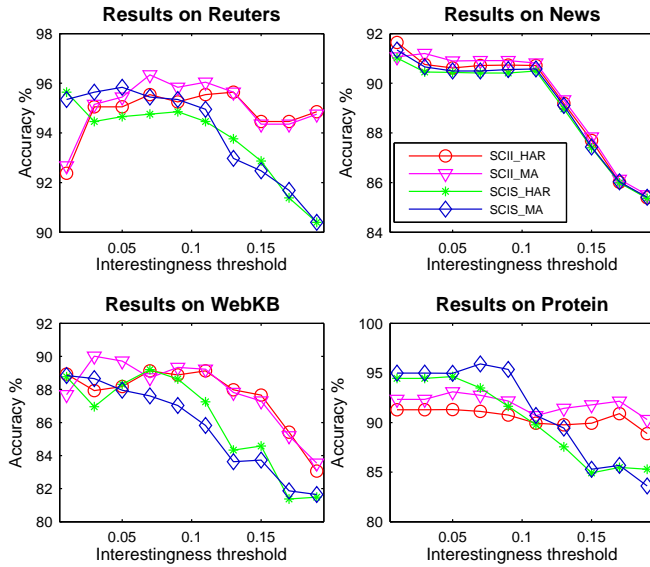 Results on Reuters
98
96
94
92
90
Accuracy %
0.05
0.1
0.15
Interestingness threshold
Results on News
92
90
88
86
84
Accuracy %
SCII_HAR
SCII_MA
SCIS_HAR
SCIS_MA
0.05
0.1
0.15
Interestingness threshold
Results on WebKB
92
90
88
86
84
82
80
Accuracy %
0.05
0.1
0.15
Interestingness threshold
Results on Protein
100
95
90
85
80
Accuracy %
0.05
0.1
0.15
Interestingness threshold